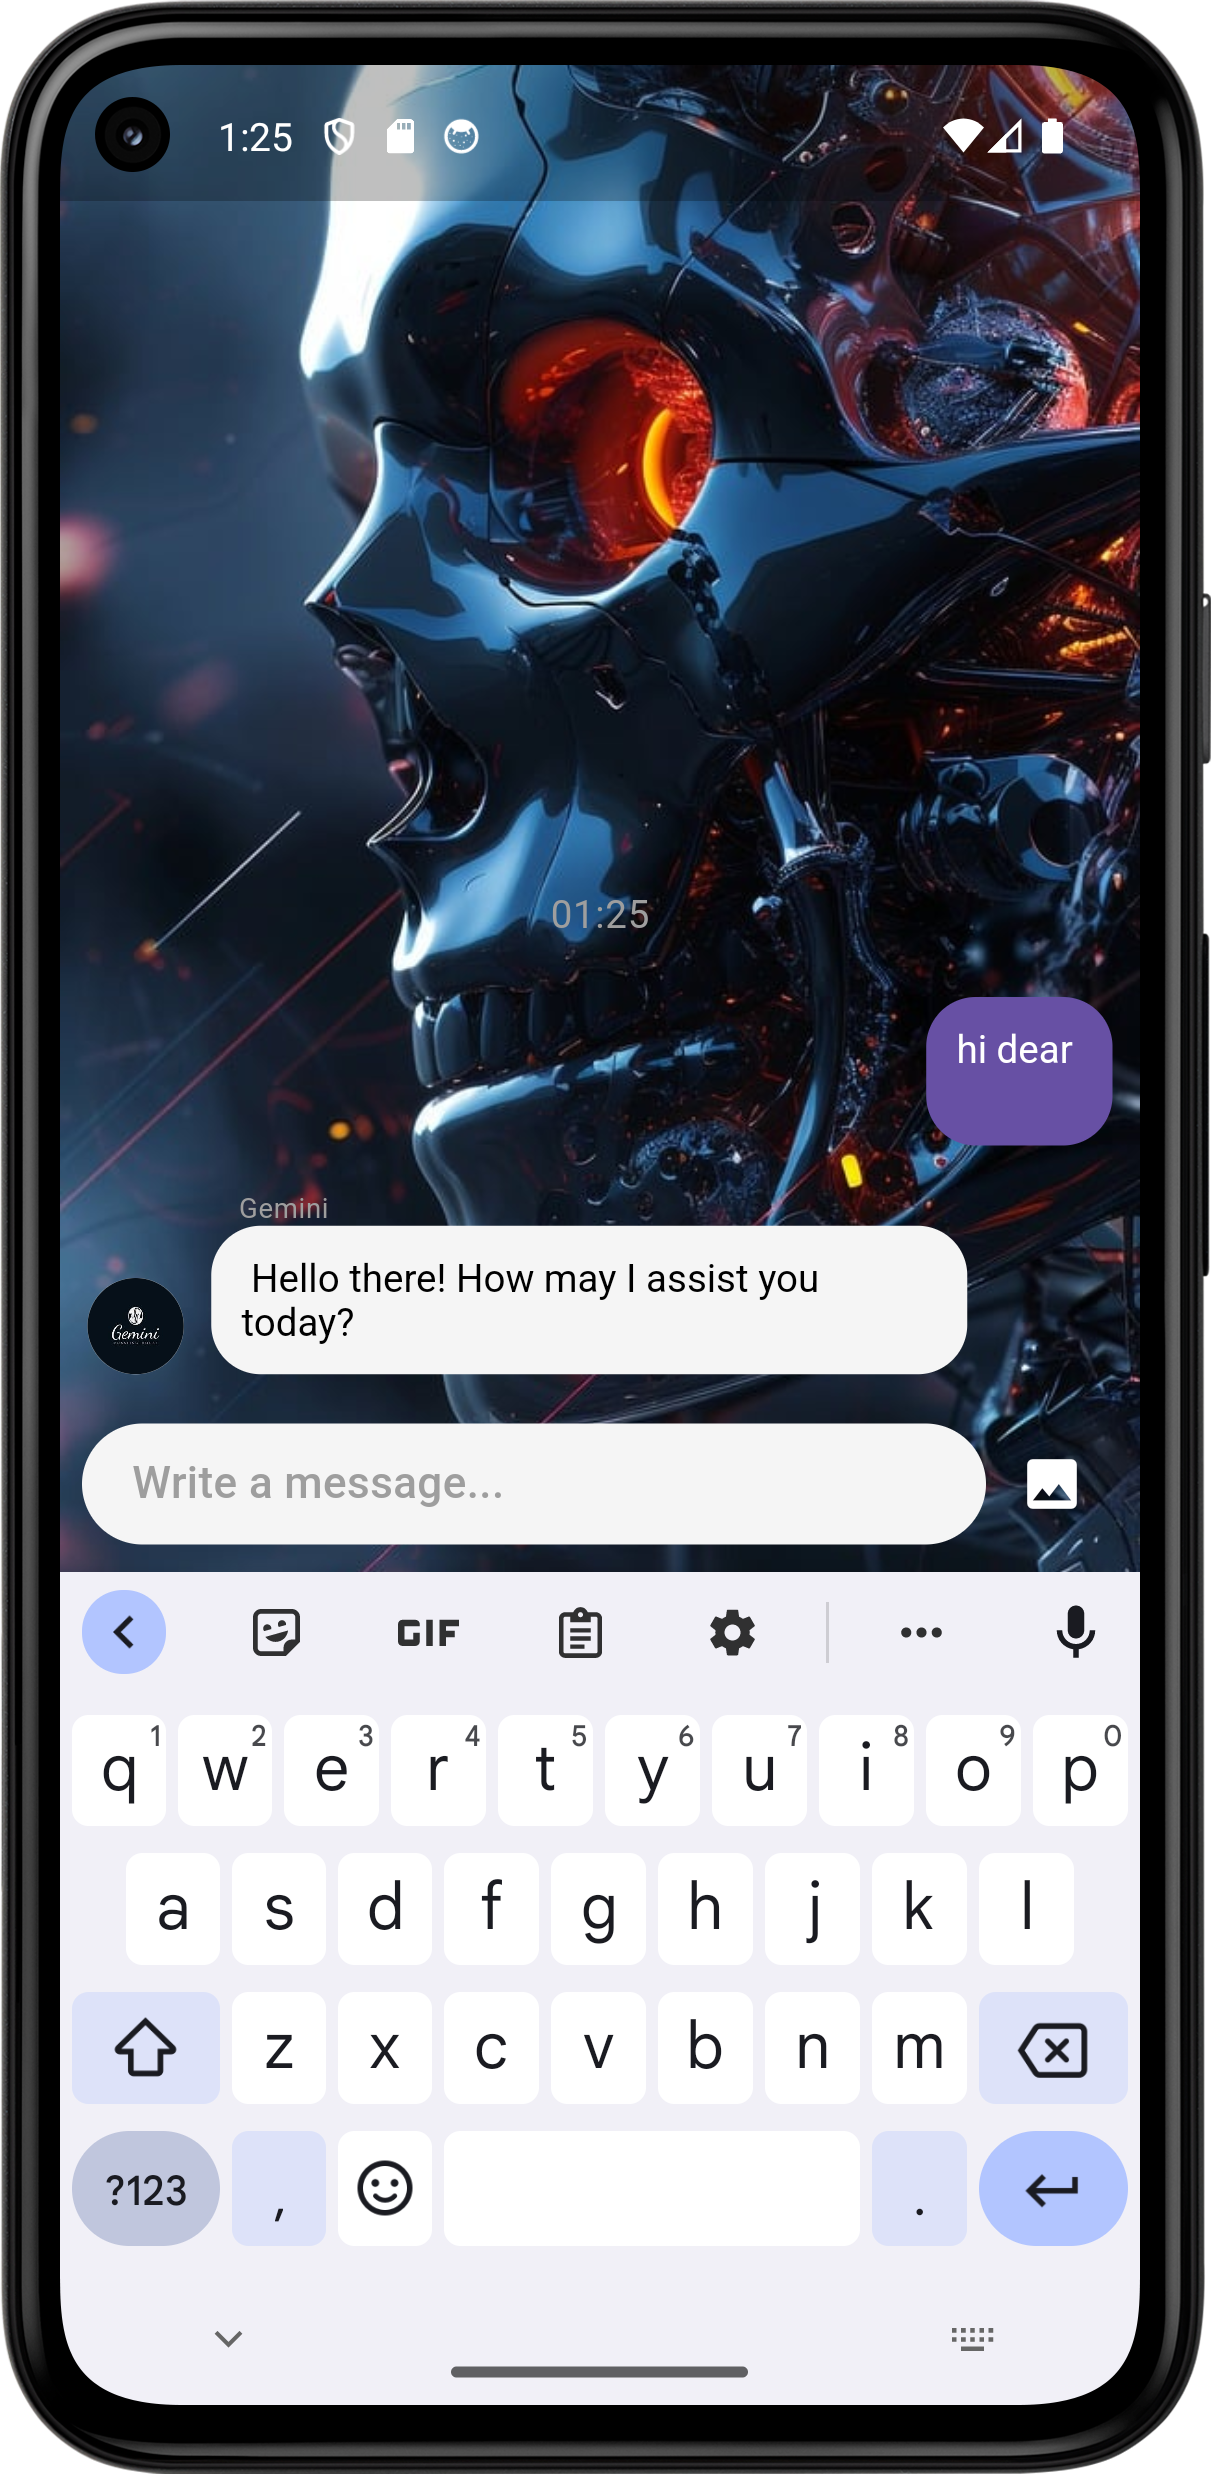 1:25
01:25
hi dear
Gemini
Hello there! How may I assist you
today?
Gemini
Write a message...
GIF
q 1 w 2 e 3 r 4 t 5 y 6 u 7 i 8 o 9 p 0
a s d f g h j k l
z x c v b n m
?123 , .